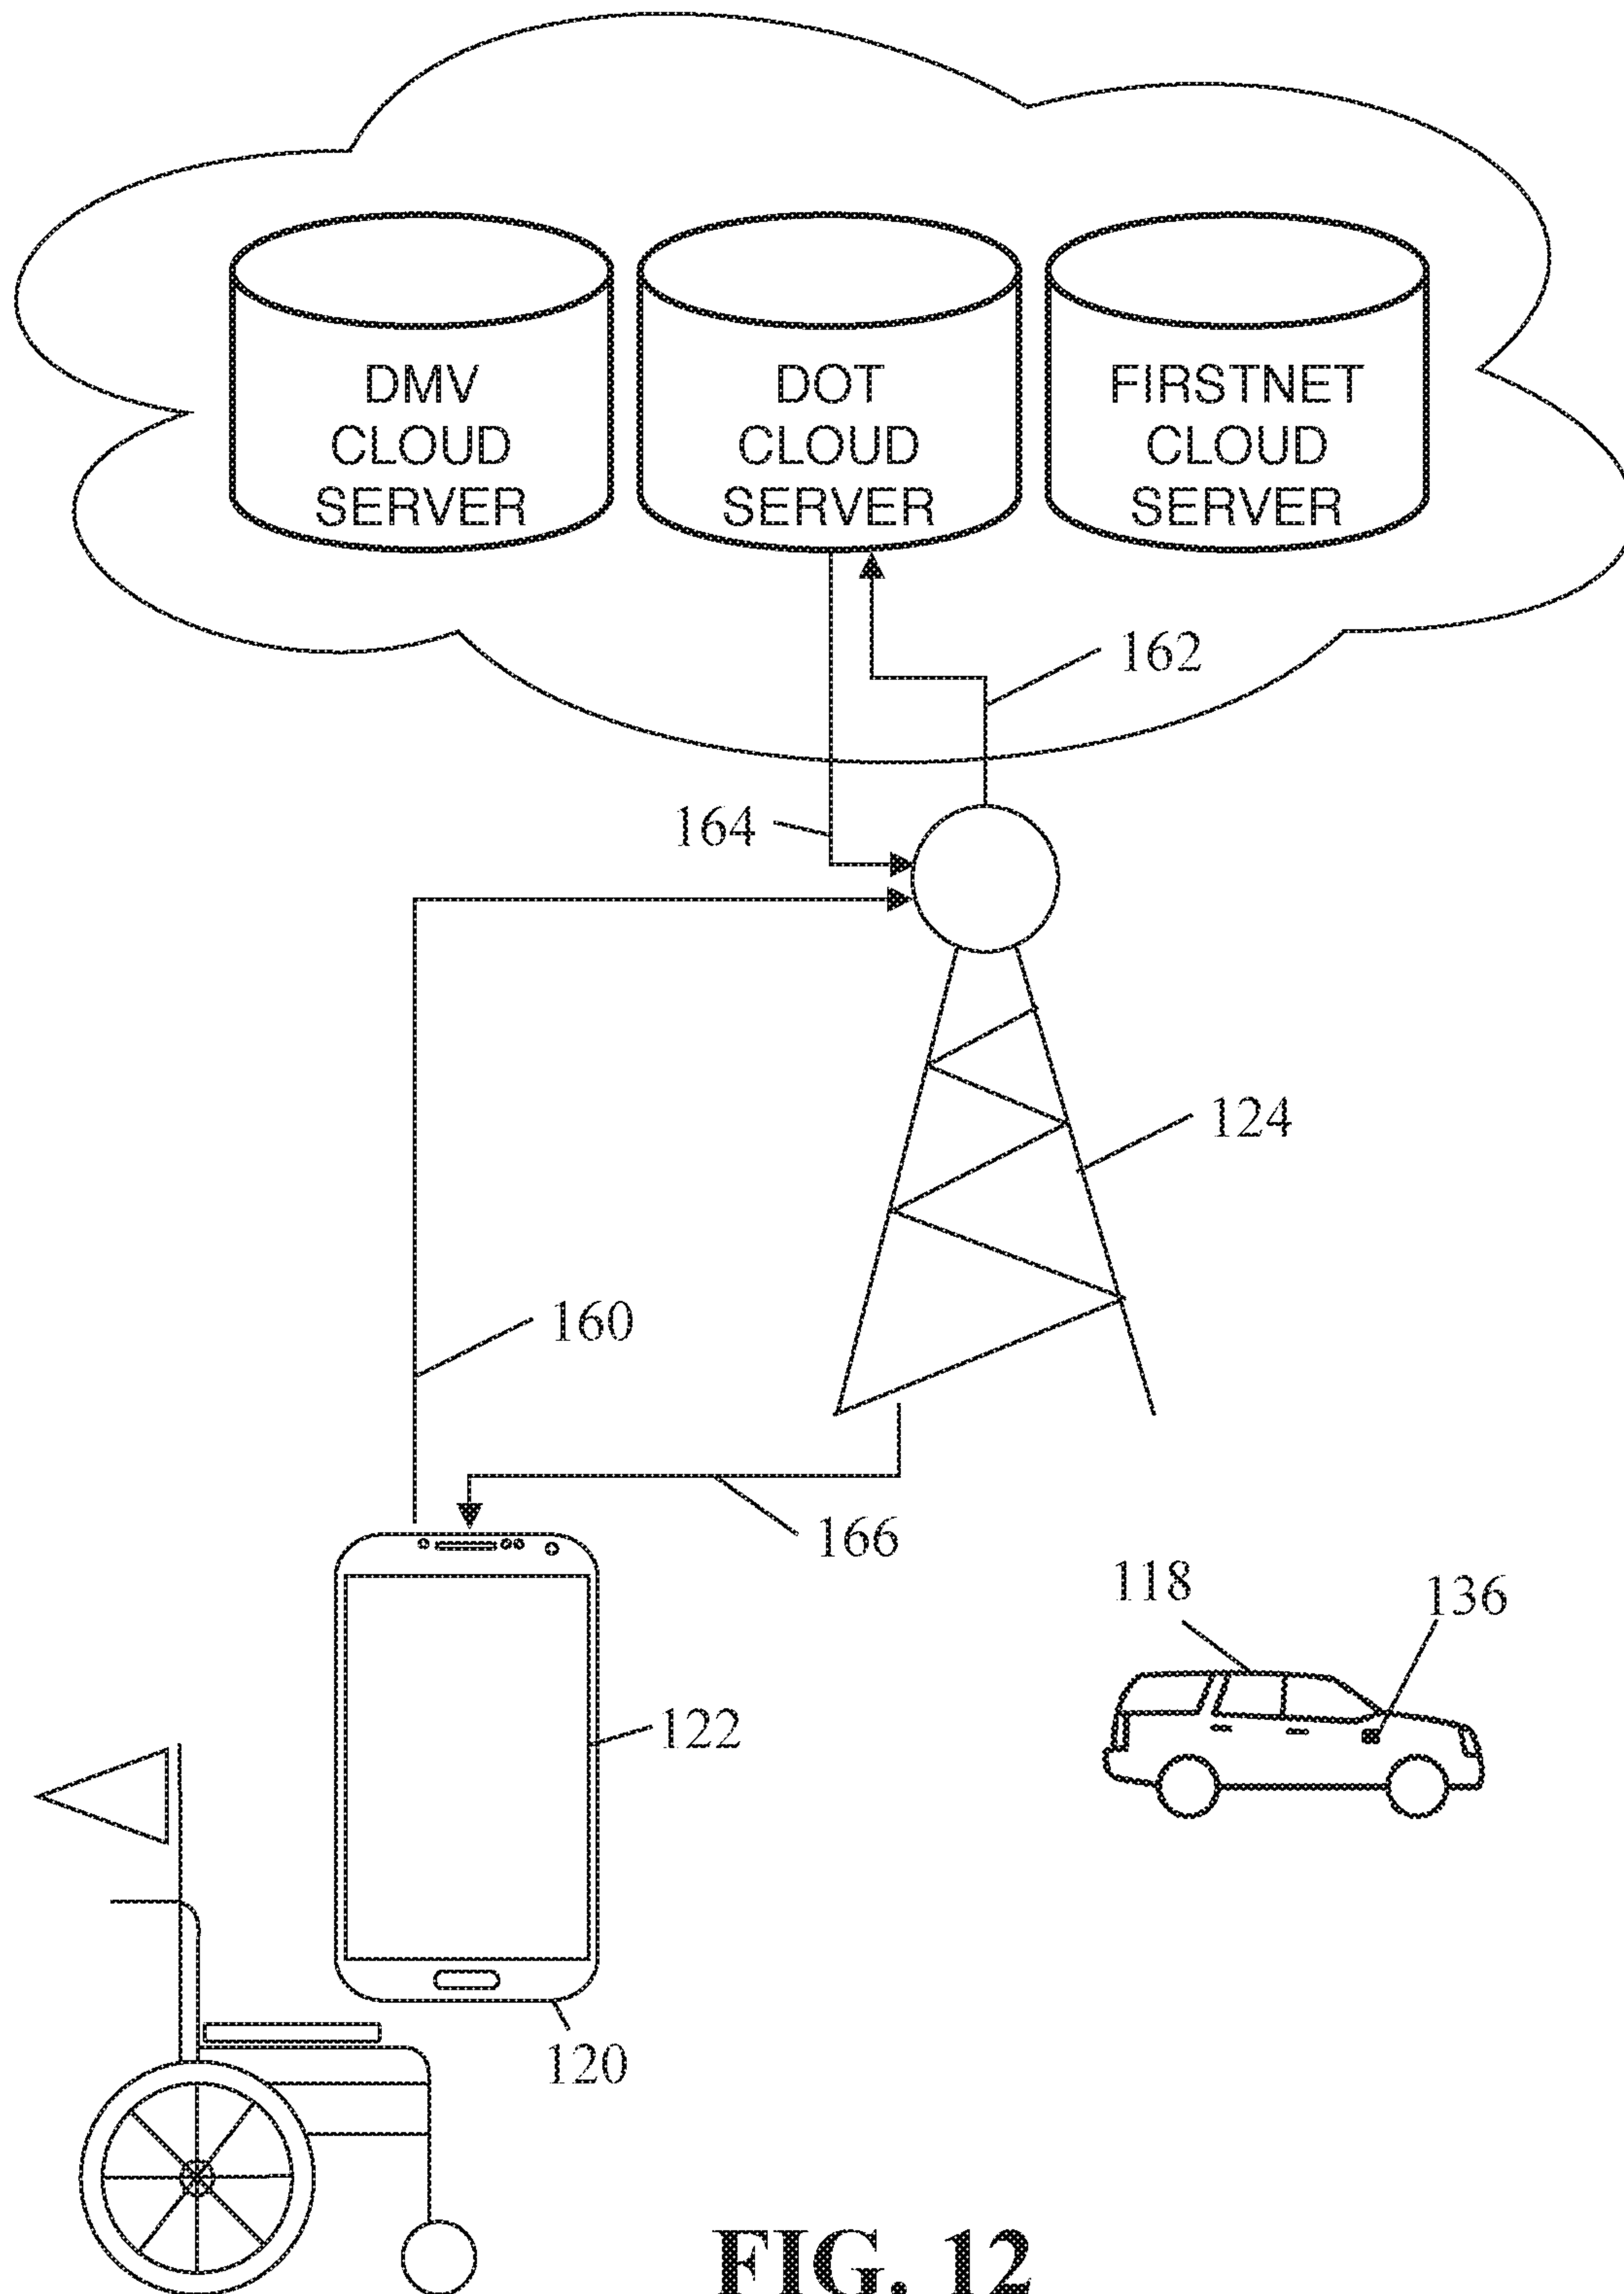 DMV
CLOUD
SERVER
DOT
CLOUD
SERVER
FIRSTNET
CLOUD
SERVER
162
164
124
160
166
118
136
122
120
FIG. 12